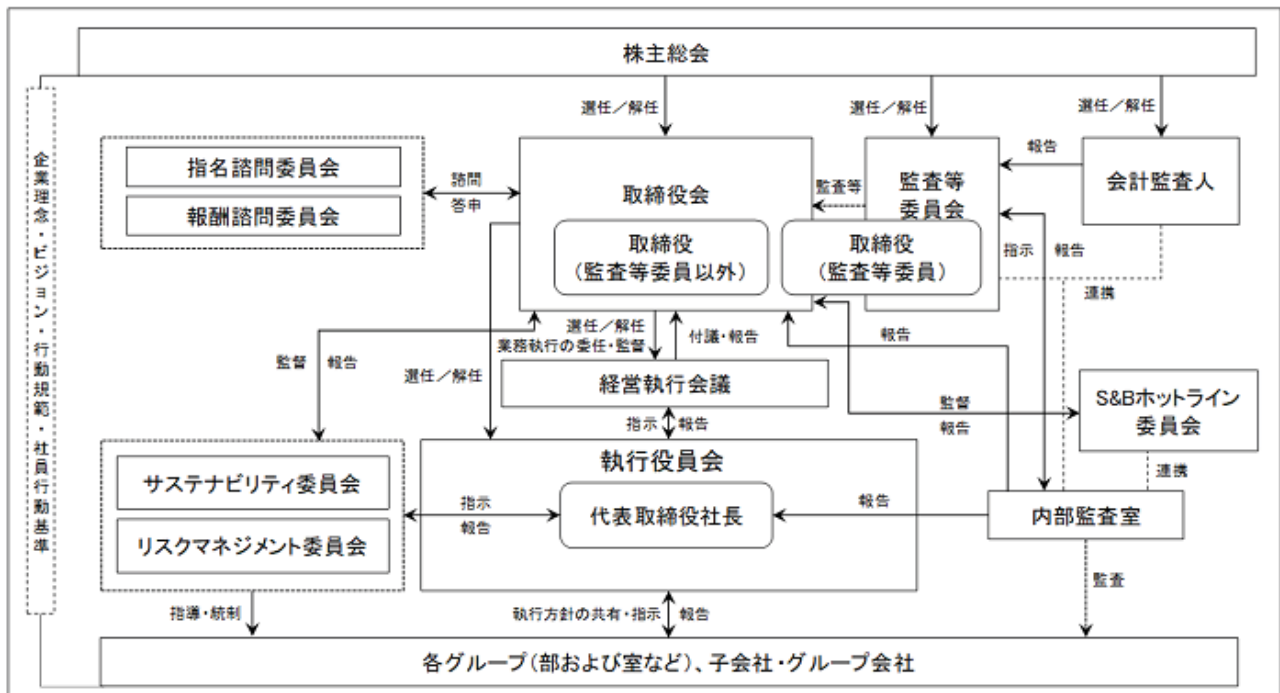 株主総会
選任／解任
選任／解任
選任／解任
企業理念・ビジョン・行動規範・社員行動基準
指名諮問委員会
報酬諮問委員会
諮問
答申
取締役会
取締役
（監査等委員以外）
監査等
監査等
委員会
取締役
（監査等委員）
報告
会計監査人
指示
報告
連携
選任／解任
業務執行の委任・監督
付議・報告
報告
監督
報告
選任／解任
経営執行会議
監督
報告
S&Bホットライン
委員会
指示
報告
執行役員会
代表取締役社長
サステナビリティ委員会
リスクマネジメント委員会
指示
報告
報告
連携
内部監査室
監査
指導・統制
執行方針の共有・指示
報告
各グループ（部および室など）、子会社・グループ会社